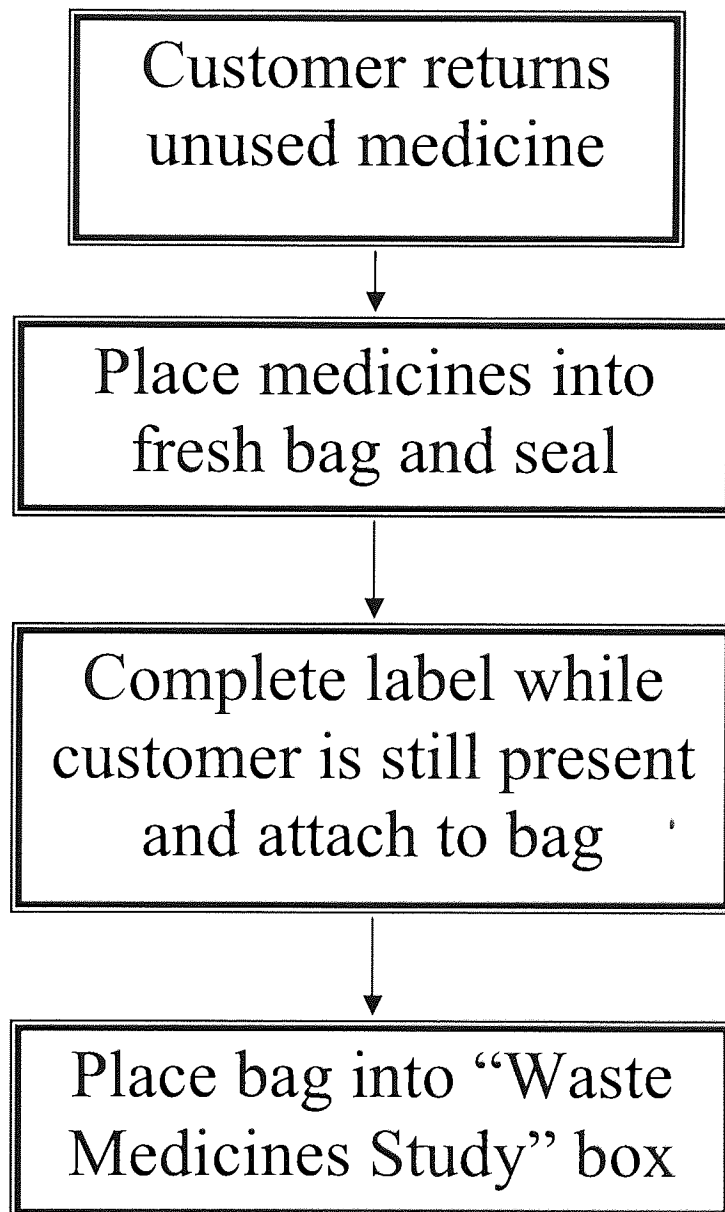 Customer returns
unused medicine
Place medicines into
fresh bag and seal
Complete label while
customer is still present
and attach to bag
Place bag into “Waste
Medicines Study” box